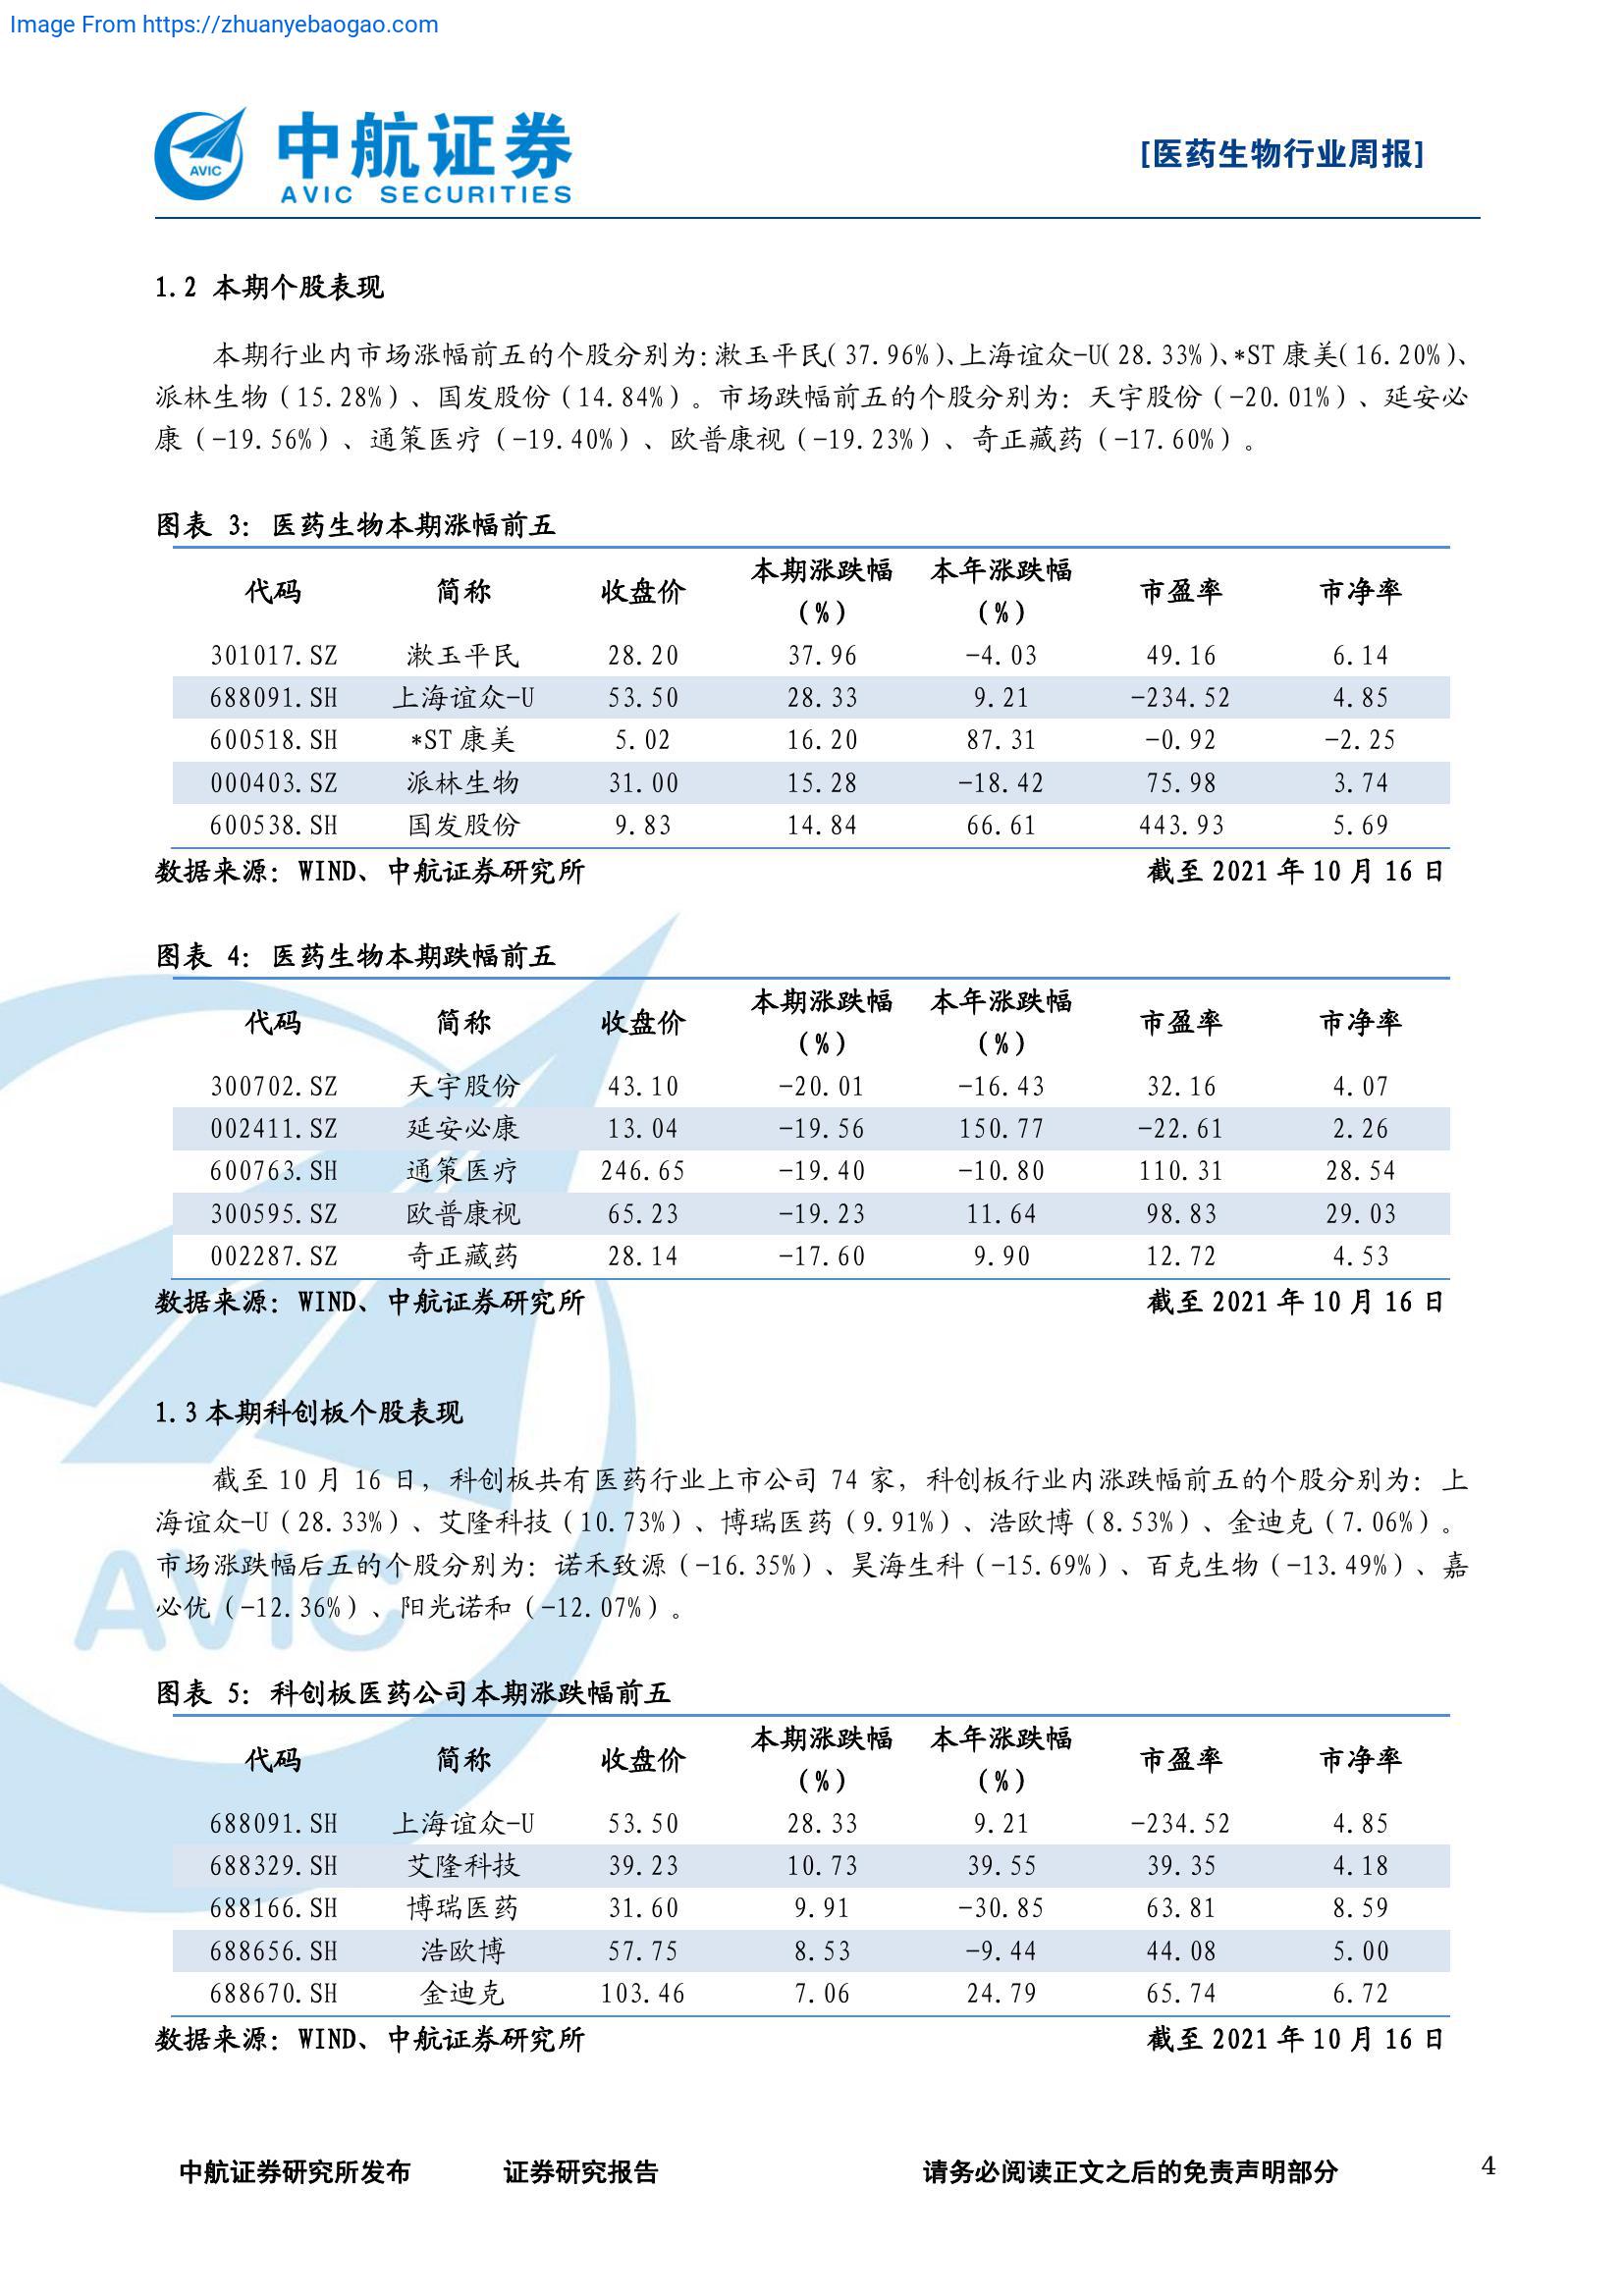 Image From https://zhuanyebaogao.com
AVIC
中航证券
AVIC SECURITIES
[医药生物行业周报]
1.2 本期个股表现
本期行业内市场涨幅前五的个股分别为：漱玉平民（37.96%）、上海谊众-U（28.33%）、*ST 康美（16.20%）、
派林生物（15.28%）、国发股份（14.84%）。市场跌幅前五的个股分别为：天宇股份（-20.01%）、延安必
康（-19.56%）、通策医疗（-19.40%）、欧普康视（-19.23%）、奇正藏药（-17.60%）。
图表 3：医药生物本期涨幅前五
代码 简称 收盘价 本期涨跌幅（%） 本年涨跌幅（%） 市盈率 市净率
301017.SZ 漱玉平民 28.20 37.96 -4.03 49.16 6.14
688091.SH 上海谊众-U 53.50 28.33 9.21 -234.52 4.85
600518.SH *ST 康美 5.02 16.20 87.31 -0.92 -2.25
000403.SZ 派林生物 31.00 15.28 -18.42 75.98 3.74
600538.SH 国发股份 9.83 14.84 66.61 443.93 5.69
数据来源：WIND、中航证券研究所 截至 2021 年 10 月 16 日
图表 4：医药生物本期跌幅前五
代码 简称 收盘价 本期涨跌幅（%） 本年涨跌幅（%） 市盈率 市净率
300702.SZ 天宇股份 43.10 -20.01 -16.43 32.16 4.07
002411.SZ 延安必康 13.04 -19.56 150.77 -22.61 2.26
600763.SH 通策医疗 246.65 -19.40 -10.80 110.31 28.54
300595.SZ 欧普康视 65.23 -19.23 11.64 98.83 29.03
002287.SZ 奇正藏药 28.14 -17.60 9.90 12.72 4.53
数据来源：WIND、中航证券研究所 截至 2021 年 10 月 16 日
1.3 本期科创板个股表现
截至 10 月 16 日，科创板共有医药行业上市公司 74 家，科创板行业内涨跌幅前五的个股分别为：上
海谊众-U（28.33%）、艾隆科技（10.73%）、博瑞医药（9.91%）、浩欧博（8.53%）、金迪克（7.06%）。
市场涨跌幅后五的个股分别为：诺禾致源（-16.35%）、昊海生科（-15.69%）、百克生物（-13.49%）、嘉
必优（-12.36%）、阳光诺和（-12.07%）。
AVIC
图表 5：科创板医药公司本期涨跌幅前五
代码 简称 收盘价 本期涨跌幅（%） 本年涨跌幅（%） 市盈率 市净率
688091.SH 上海谊众-U 53.50 28.33 9.21 -234.52 4.85
688329.SH 艾隆科技 39.23 10.73 39.55 39.35 4.18
688166.SH 博瑞医药 31.60 9.91 -30.85 63.81 8.59
688656.SH 浩欧博 57.75 8.53 -9.44 44.08 5.00
688670.SH 金迪克 103.46 7.06 24.79 65.74 6.72
数据来源：WIND、中航证券研究所 截至 2021 年 10 月 16 日
中航证券研究所发布 证券研究报告 请务必阅读正文之后的免责声明部分 4